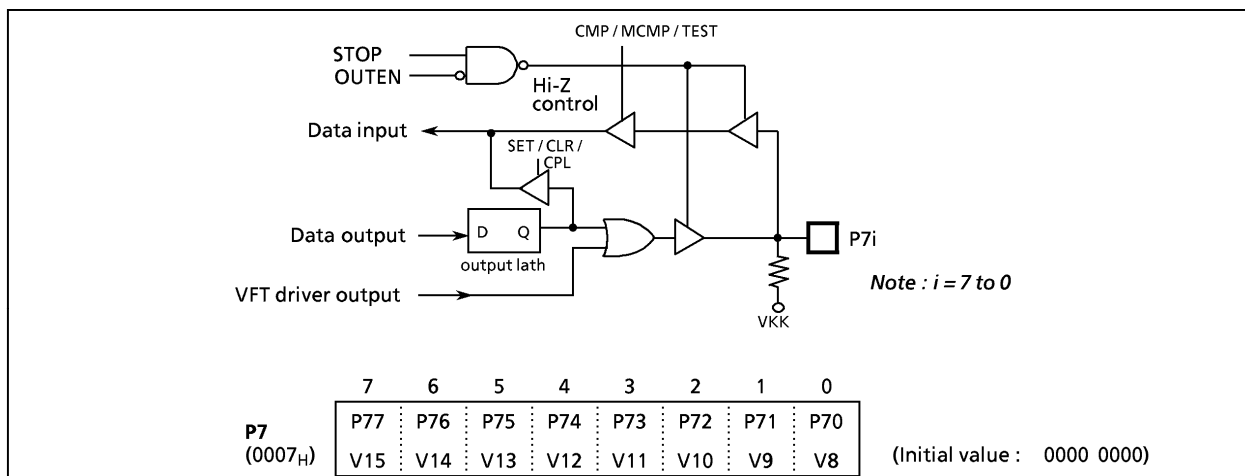 CMP / MCMP / TEST
STOP
OUTEN
Hi-Z
control
Data input
SET / CLR /
CPL
Data output
D Q
output lath
P7i
VFT driver output
Note : i = 7 to 0
VKK
7 6 5 4 3 2 1 0
P7 P77 P76 P75 P74 P73 P72 P71 P70
(0007H) V15 V14 V13 V12 V11 V10 V9 V8 (Initial value : 0000 0000)